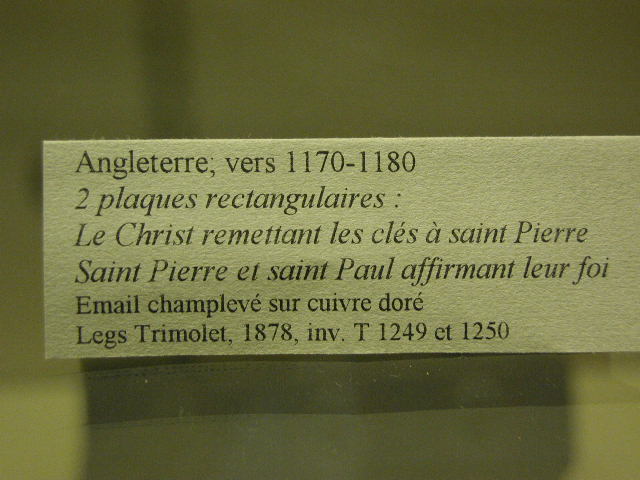 Angleterre; vers 1170-1180
2 plaques rectangulaires :
Le Christ remettant les clés à saint Pierre
Saint Pierre et saint Paul affirmant leur foi
Email champlevé sur cuivre doré
Legs Trimolet, 1878, inv. T 1249 et 1250